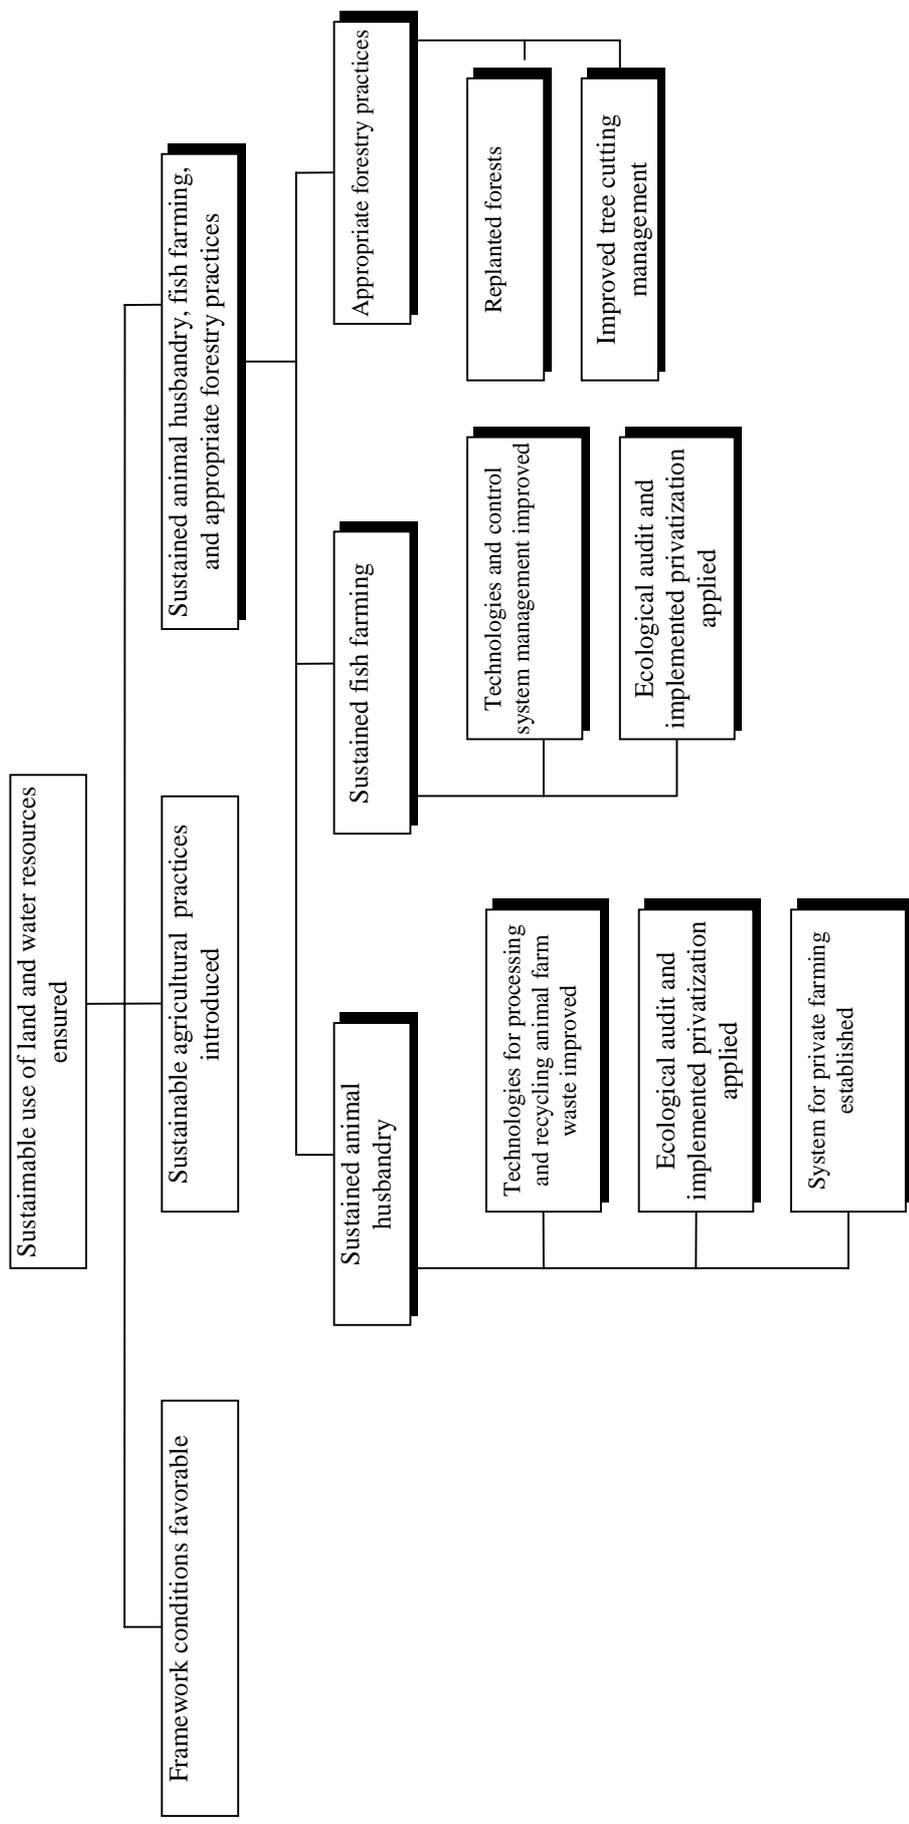 Sustaimable use of land and water resources
ensured
Framework conditions favorable
Sustainable agricultural practices
introduced
Sustained animal husbandry, fish farming,
and appropriate forestry practices
Sustained animal
husbandry
Sustained fish farming
Appropriate forestry practices
Technologies for processing
and recycling animal farm
waste improved
Ecological audit and
implemented privatization
applied
System for private farming
established
Technologies and control
system management improved
Ecological audit and
implemented privatization
applied
Replanted forests
Improved tree cutting
management